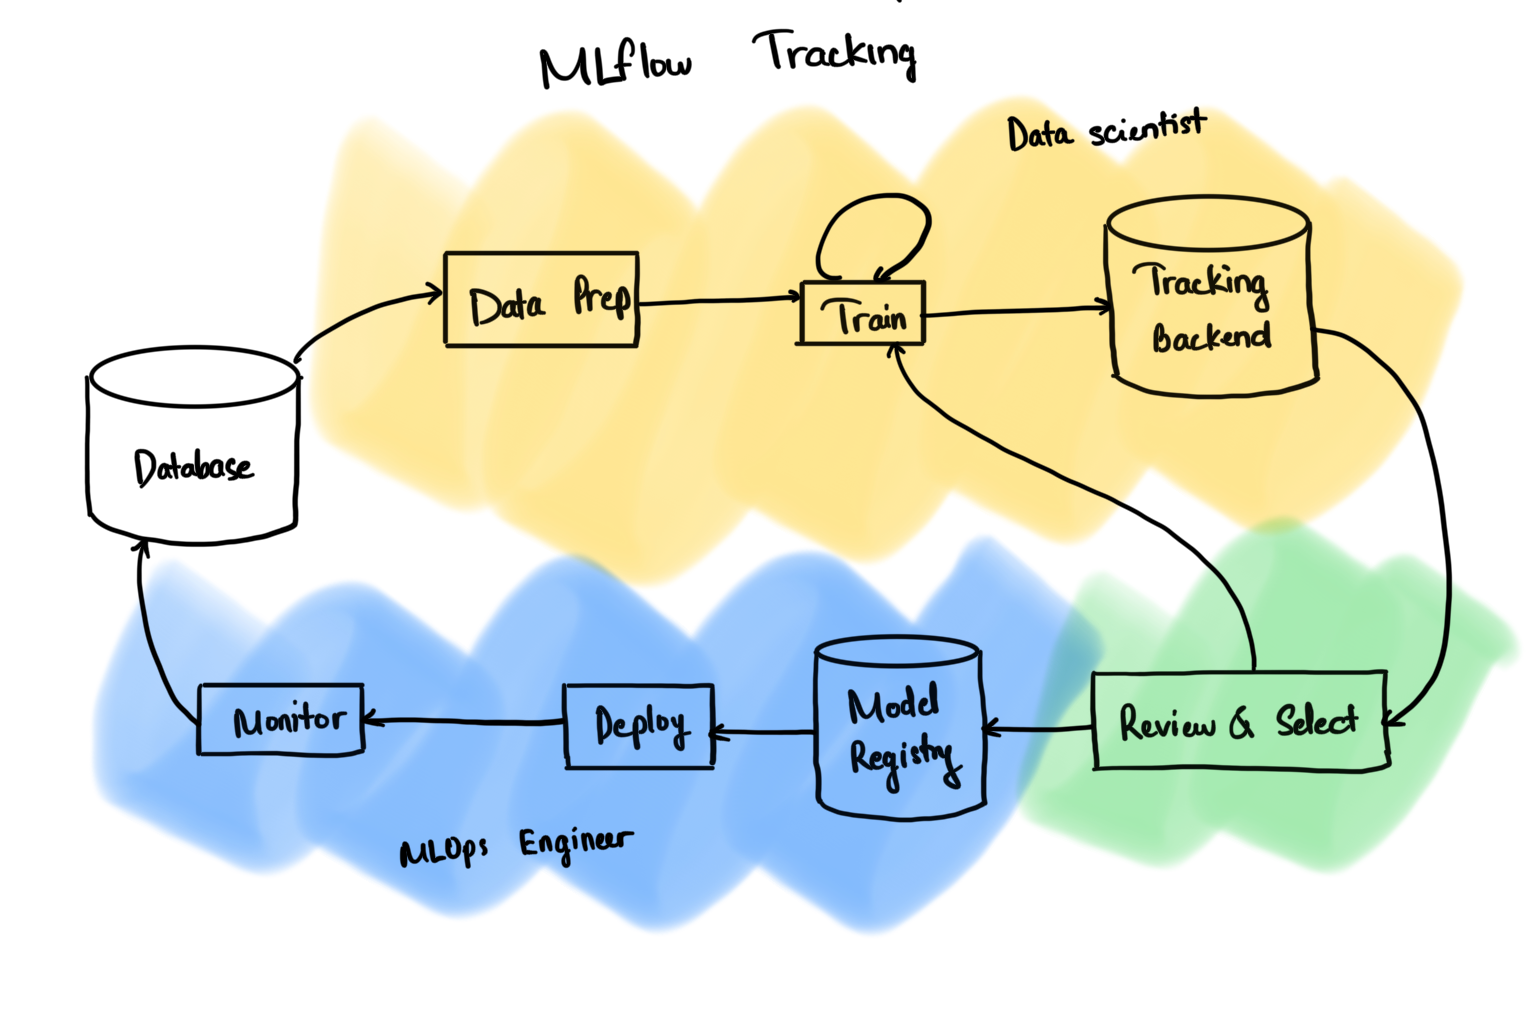 MLflow Tracking
Data scientist
Data Prep
Train
Tracking
Backend
Database
Monitor
Deploy
Model
Registry
Review & Select
MLOps Engineer